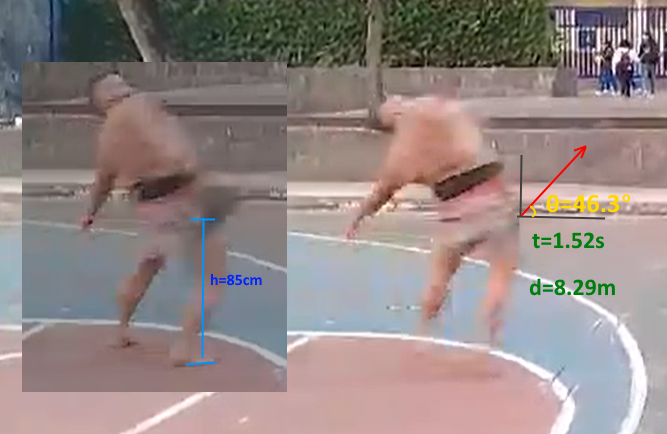 θ=46.3°
t=1.52s
h=85cm
d=8.29m